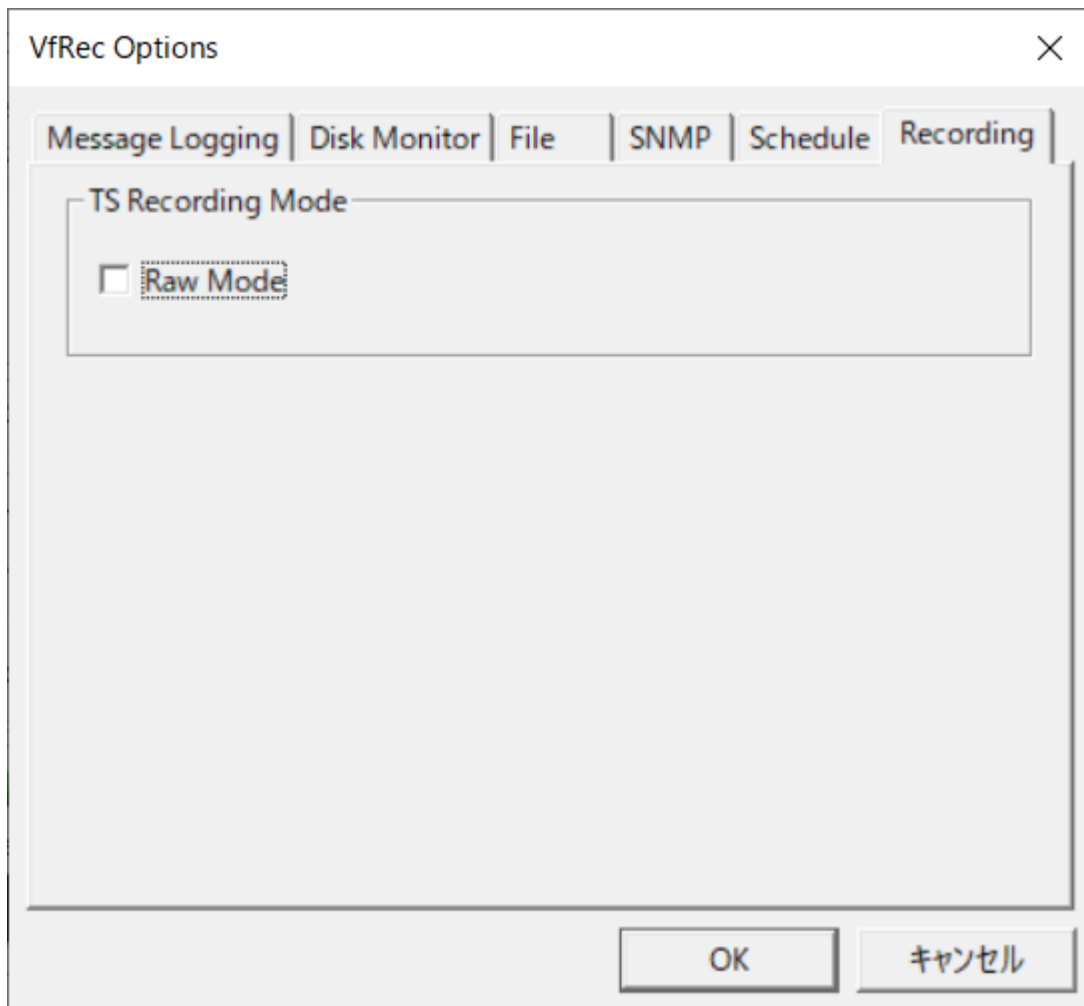 VfRec Options
Message Logging Disk Monitor File SNMP Schedule Recording
TS Recording Mode
Raw Mode
OK キャンセル